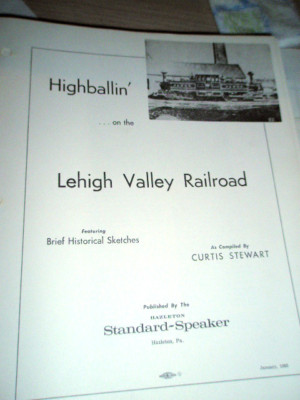 Highballin'
. . . on the
Lehigh Valley Railroad
Featuring
Brief Historical Sketches
As Compiled By
CURTIS STEWART
Published By The
HAZLETON
Standard-Speaker
Hazleton, Pa.
January,